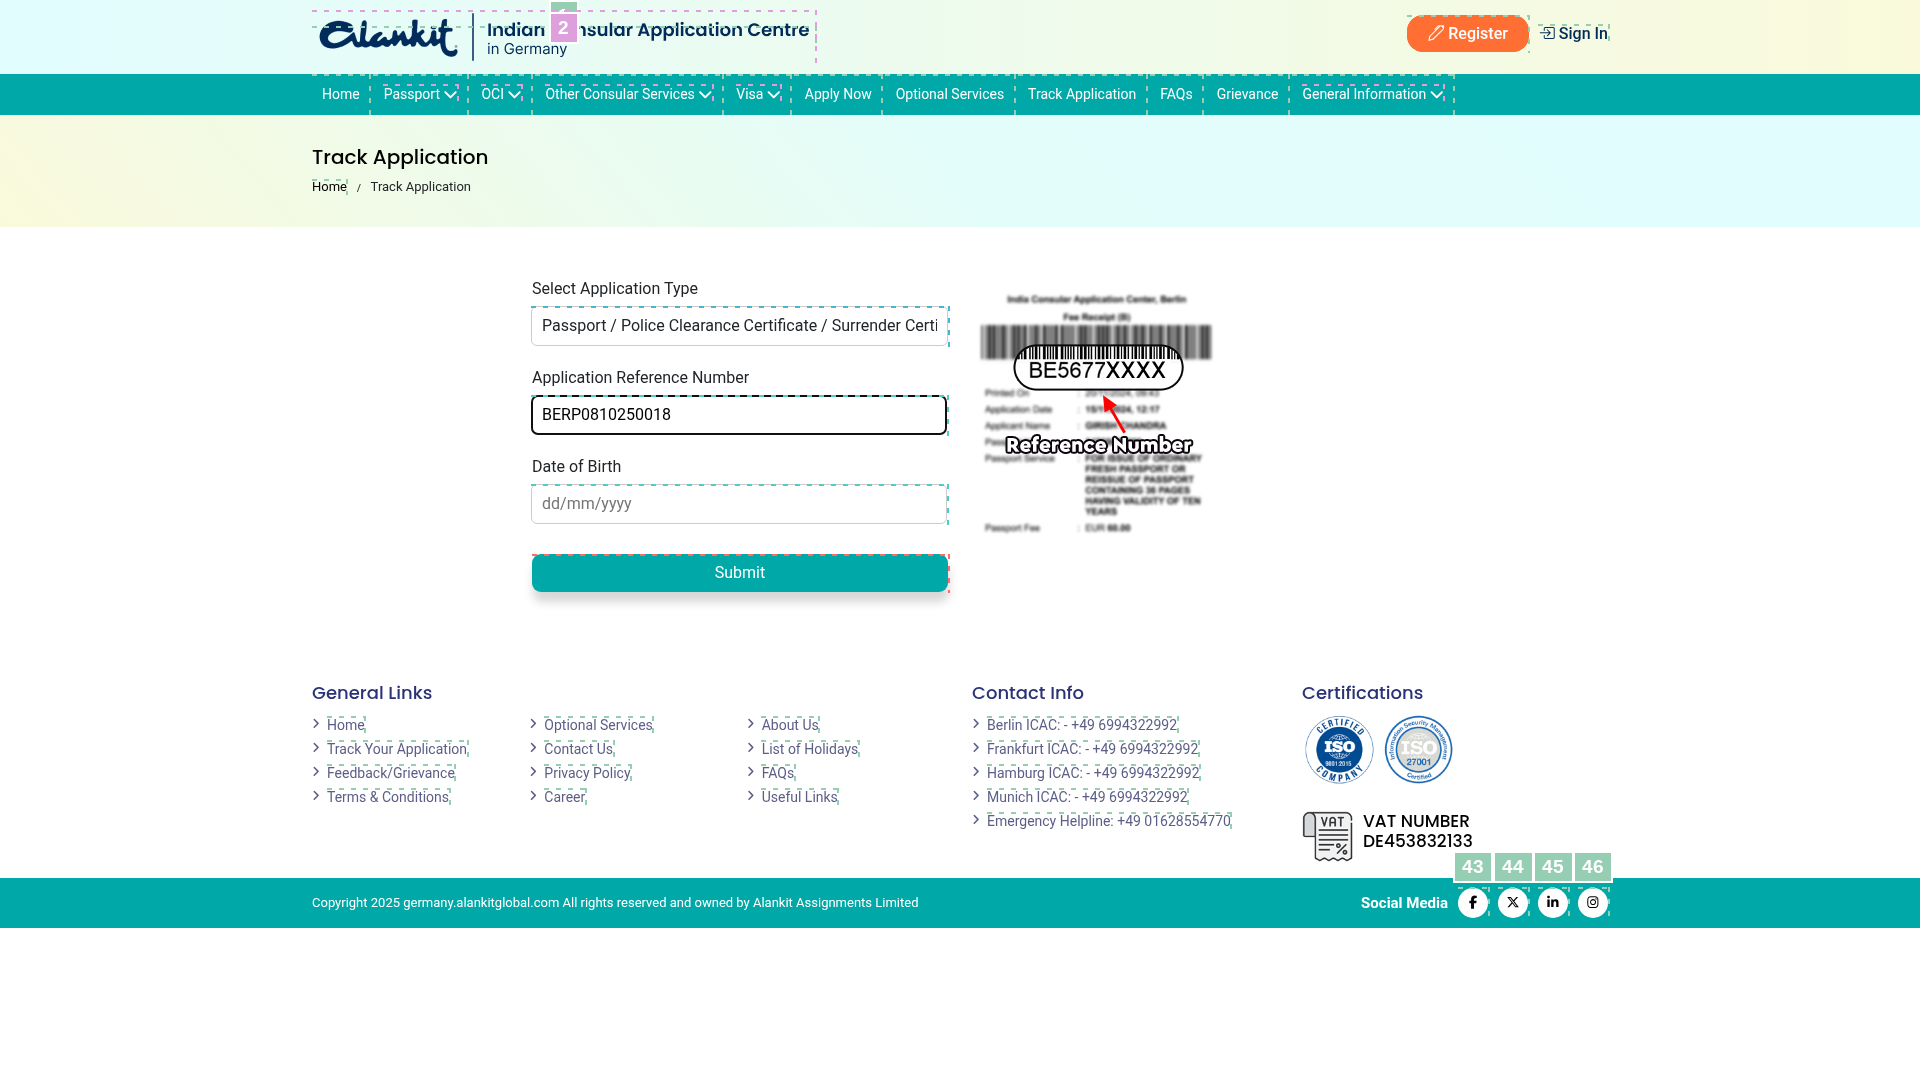 Alankit
Indian nsular Application Centre
in Germany
2
Register
Sign In
Home
Passport
OCI
Other Consular Services
Visa
Apply Now
Optional Services
Track Application
FAQs
Grievance
General Information
Track Application
Home / Track Application
Select Application Type
Passport / Police Clearance Certificate / Surrender Certi
Application Reference Number
BERP0810250018
Date of Birth
dd/mm/yyyy
Submit
India Consular Application Center, Berlin
Fee Receipt (B)
BE5677XXXX
Printed On
Application Date : 2024, 12:17
Applicant Name : GIRISH CHANDRA
Reference Number
Passport Service : FOR ISSUE OF ORDINARY
FRESH PASSPORT OR
REISSUE OF PASSPORT
CONTAINING 36 PAGES
HAVING VALIDITY OF TEN
YEARS
Passport Fee : EUR 60.00
General Links
Home
Track Your Application
Feedback/Grievance
Terms & Conditions
Optional Services
Contact Us
Privacy Policy
Career
About Us
List of Holidays
FAQs
Useful Links
Contact Info
Berlin ICAC: - +49 6994322992
Frankfurt ICAC: - +49 6994322992
Hamburg ICAC: - +49 6994322992
Munich ICAC: - +49 6994322992
Emergency Helpline: +49 01628554770
Certifications
CERTIFIED
ISO
9001:2015
COMPANY
Information Security Management
ISO
27001
Certified
VAT
VAT NUMBER
DE453832133
43 44 45 46
Copyright 2025 germany.alankitglobal.com All rights reserved and owned by Alankit Assignments Limited
Social Media